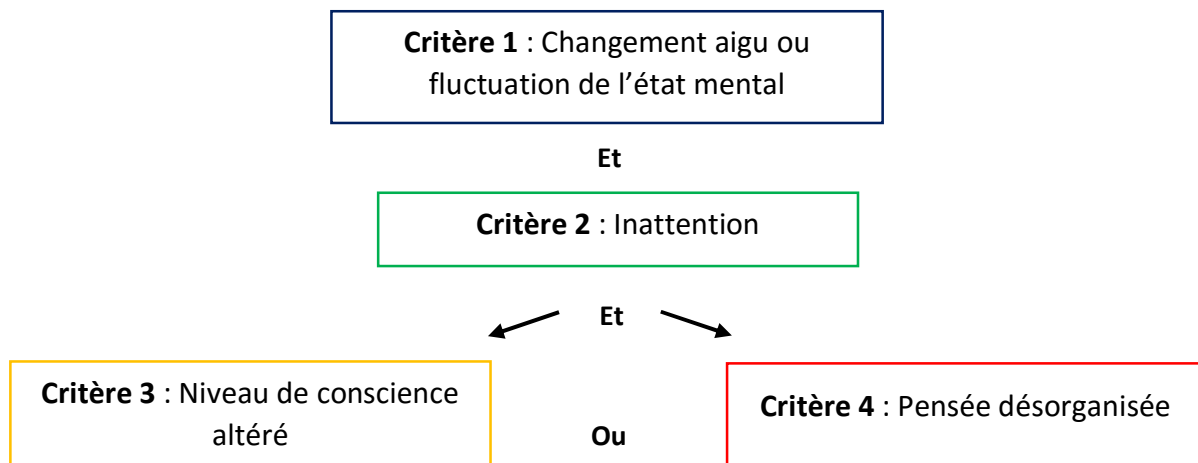 Critère 1 : Changement aigu ou
fluctuation de l’état mental
Et
Critère 2 : Inattention
Et
Critère 3 : Niveau de conscience
altéré
Ou
Critère 4 : Pensée désorganisée